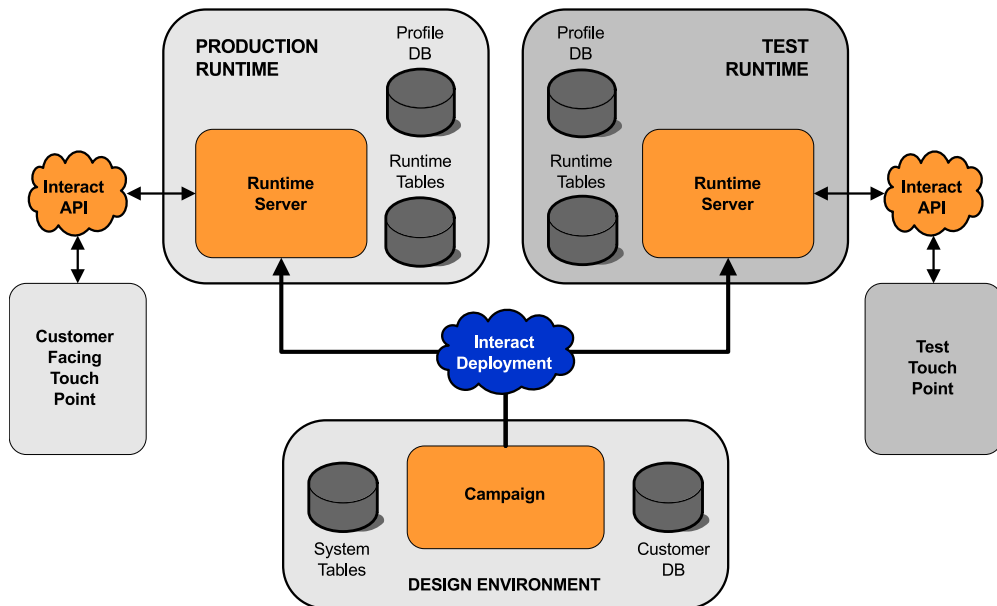 PRODUCTION
RUNTIME
Profile
DB
Runtime
Server
Runtime
Tables
Interact
API
Customer
Facing
Touch
Point
Profile
DB
TEST
RUNTIME
Runtime
Tables
Runtime
Server
Interact
API
Test
Touch
Point
Interact
Deployment
Campaign
System
Tables
Customer
DB
DESIGN ENVIRONMENT